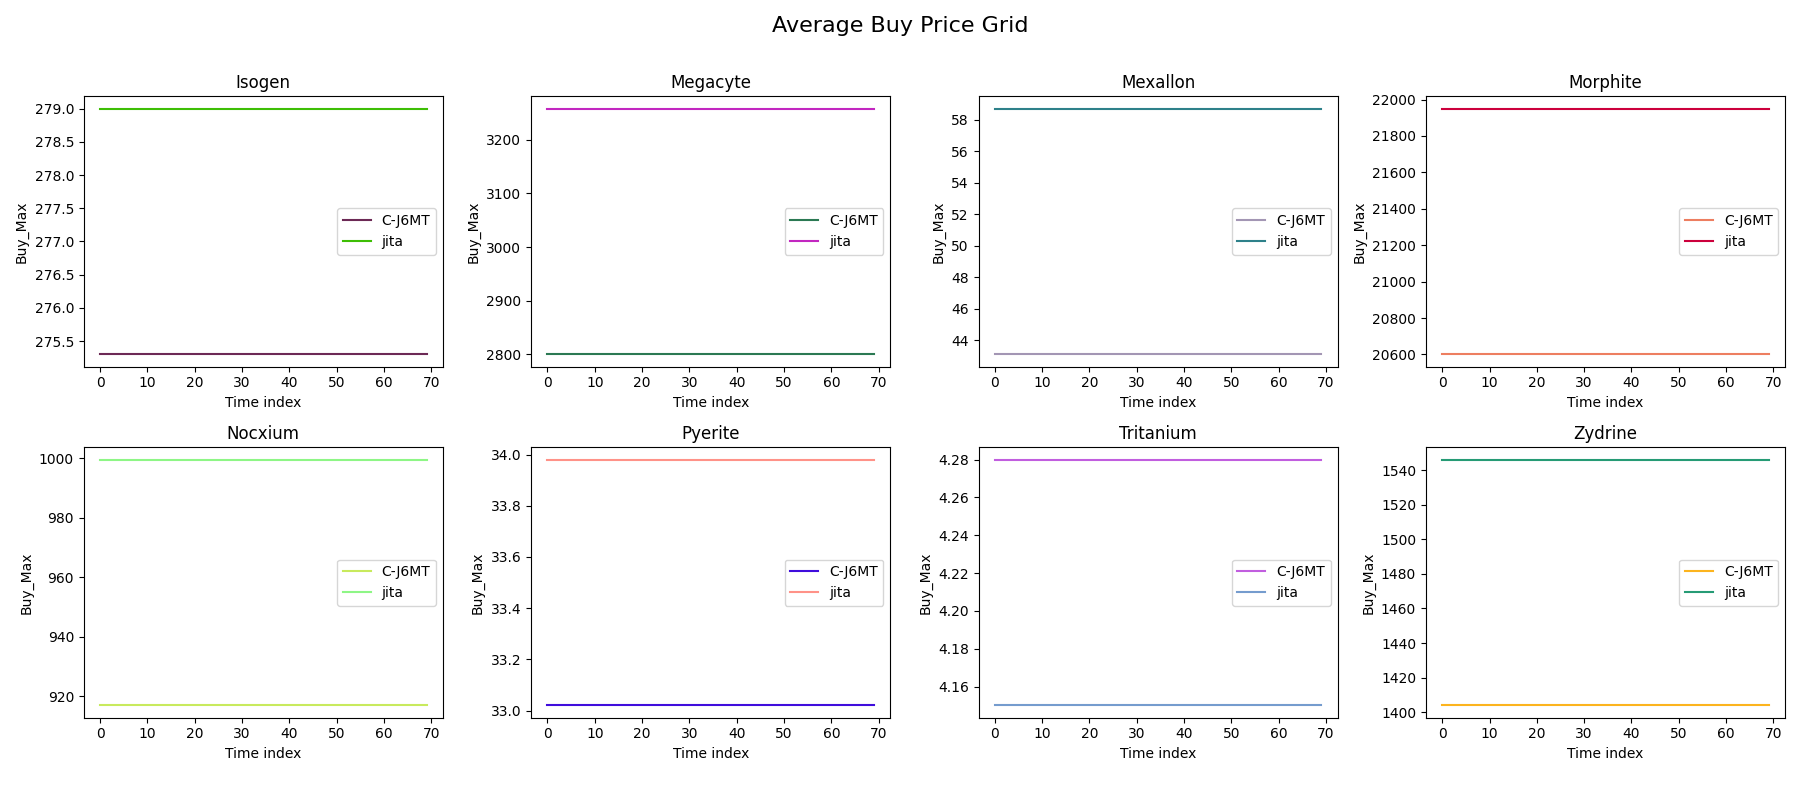 Average Buy Price Grid
Isogen
279.0
278.5
278.0
277.5
277.0
276.5
276.0
275.5
Buy_Max
C-J6MT
jita
0 10 20 30 40 50 60 70
Time index
Megacyte
3200
3100
3000
2900
2800
Buy_Max
C-J6MT
jita
0 10 20 30 40 50 60 70
Time index
Mexallon
58
56
54
52
50
48
46
44
Buy_Max
C-J6MT
jita
0 10 20 30 40 50 60 70
Time index
Morphite
22000
21800
21600
21400
21200
21000
20800
20600
Buy_Max
C-J6MT
jita
0 10 20 30 40 50 60 70
Time index
Nocxium
1000
980
960
940
920
Buy_Max
C-J6MT
jita
0 10 20 30 40 50 60 70
Time index
Pyerite
34.0
33.8
33.6
33.4
33.2
33.0
Buy_Max
C-J6MT
jita
0 10 20 30 40 50 60 70
Time index
Tritanium
4.28
4.26
4.24
4.22
4.20
4.18
4.16
Buy_Max
C-J6MT
jita
0 10 20 30 40 50 60 70
Time index
Zydrine
1540
1520
1500
1480
1460
1440
1420
1400
Buy_Max
C-J6MT
jita
0 10 20 30 40 50 60 70
Time index